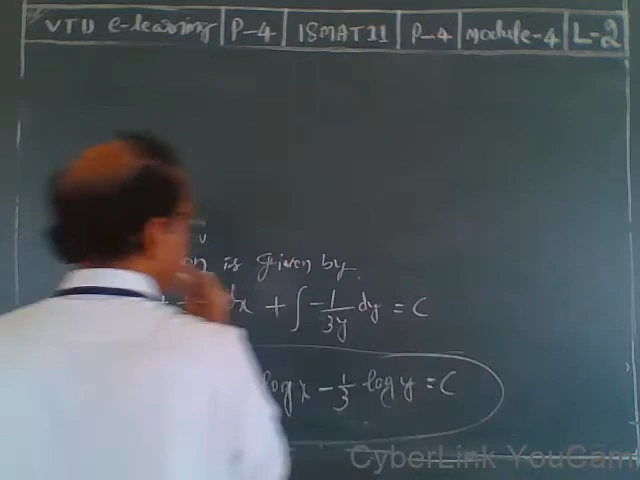 VTU e-learning P-4 18MAT11 P-4 Module-4 L-2
is given by
dx + ∫ -1/3y dy = c
log x - 1/3 log y = c
CyberLink YouCam